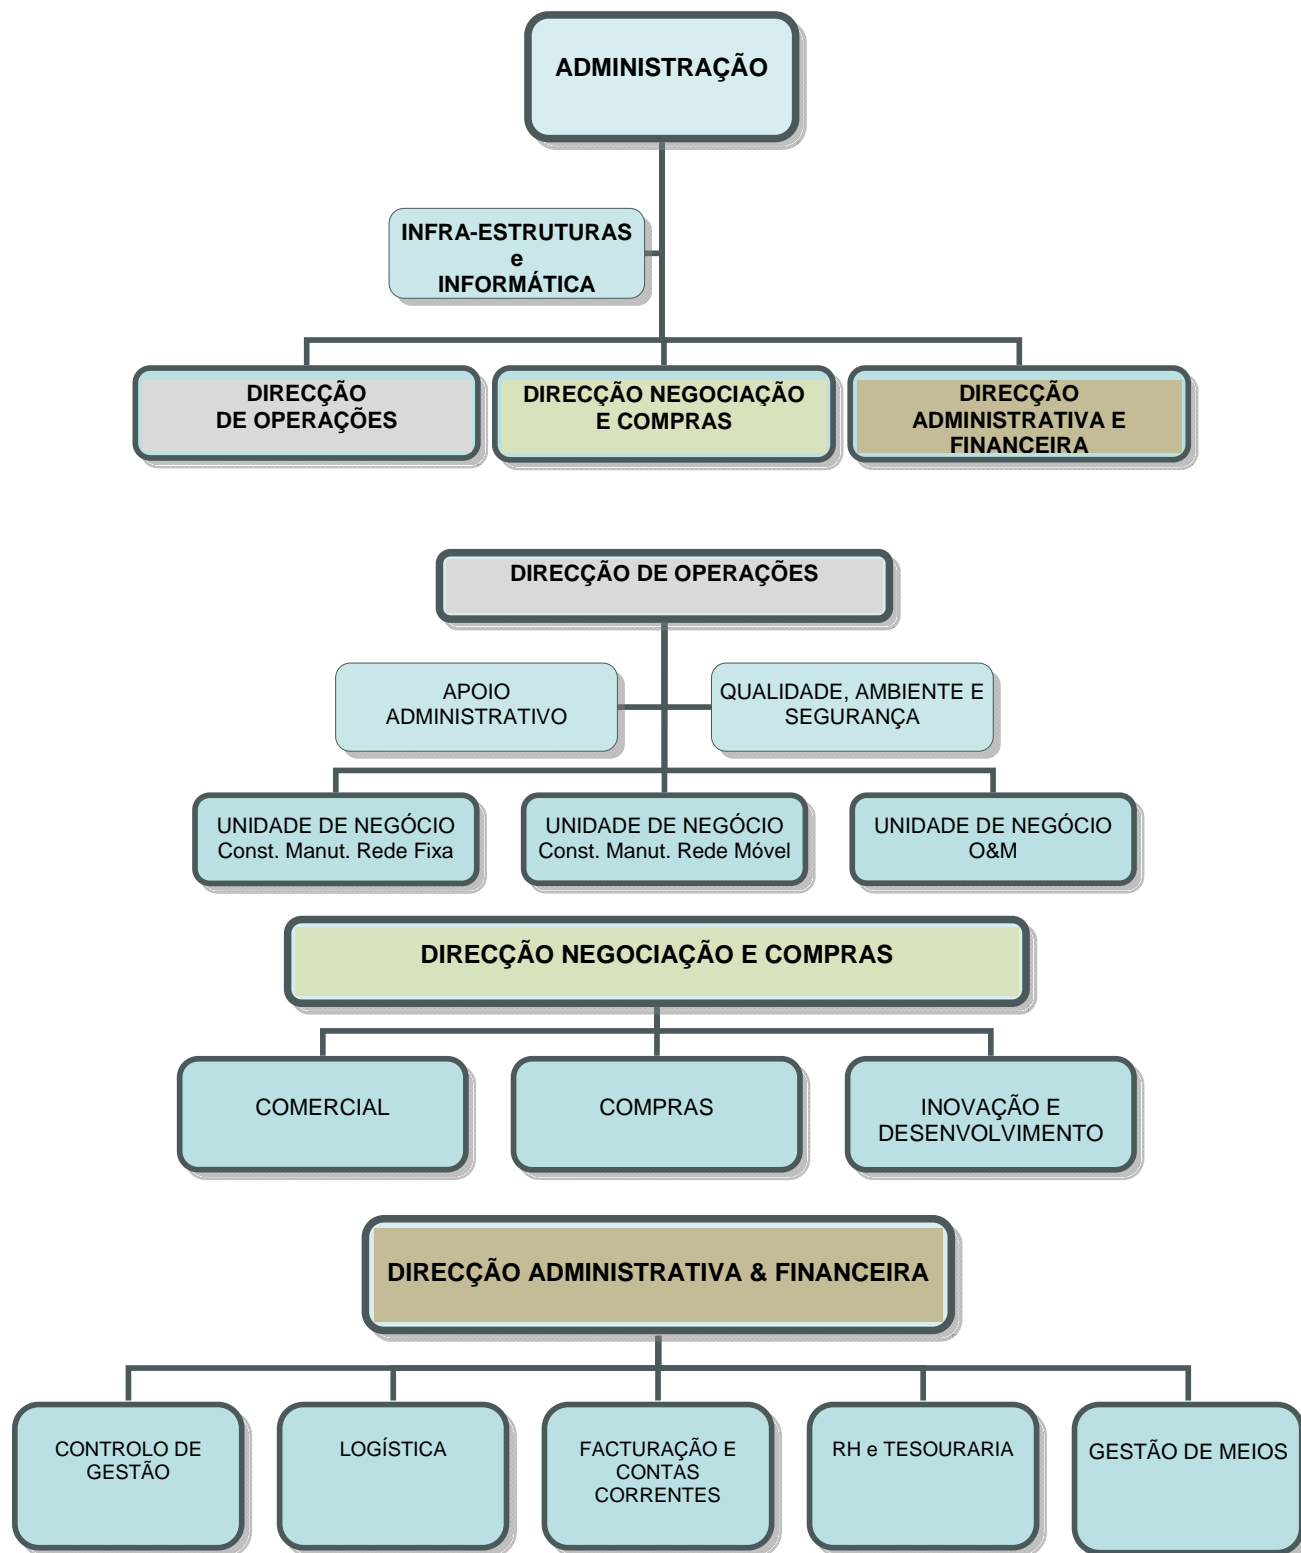 ADMINISTRAÇÃO
INFRA-ESTRUTURAS
e
INFORMÁTICA
DIRECÇÃO
DE OPERAÇÕES
DIRECÇÃO NEGOCIAÇÃO
E COMPRAS
DIRECÇÃO
ADMINISTRATIVA E
FINANCEIRA
DIRECÇÃO DE OPERAÇÕES
APOIO
ADMINISTRATIVO
QUALIDADE, AMBIENTE E
SEGURANÇA
UNIDADE DE NEGÓCIO
Const. Manut. Rede Fixa
UNIDADE DE NEGÓCIO
Const. Manut. Rede Móvel
UNIDADE DE NEGÓCIO
O&M
DIRECÇÃO NEGOCIAÇÃO E COMPRAS
COMERCIAL
COMPRAS
INOVAÇÃO E
DESENVOLVIMENTO
DIRECÇÃO ADMINISTRATIVA & FINANCEIRA
CONTROLO DE
GESTÃO
LOGÍSTICA
FACTURAÇÃO E
CONTAS
CORRENTES
RH e TESOURARIA
GESTÃO DE MEIOS